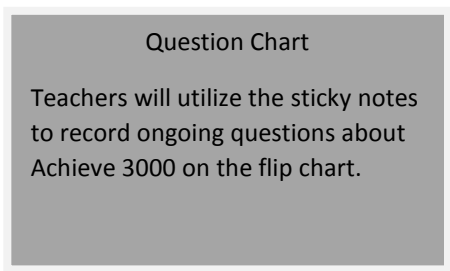 Question Chart
Teachers will utilize the sticky notes
to record ongoing questions about
Achieve 3000 on the flip chart.